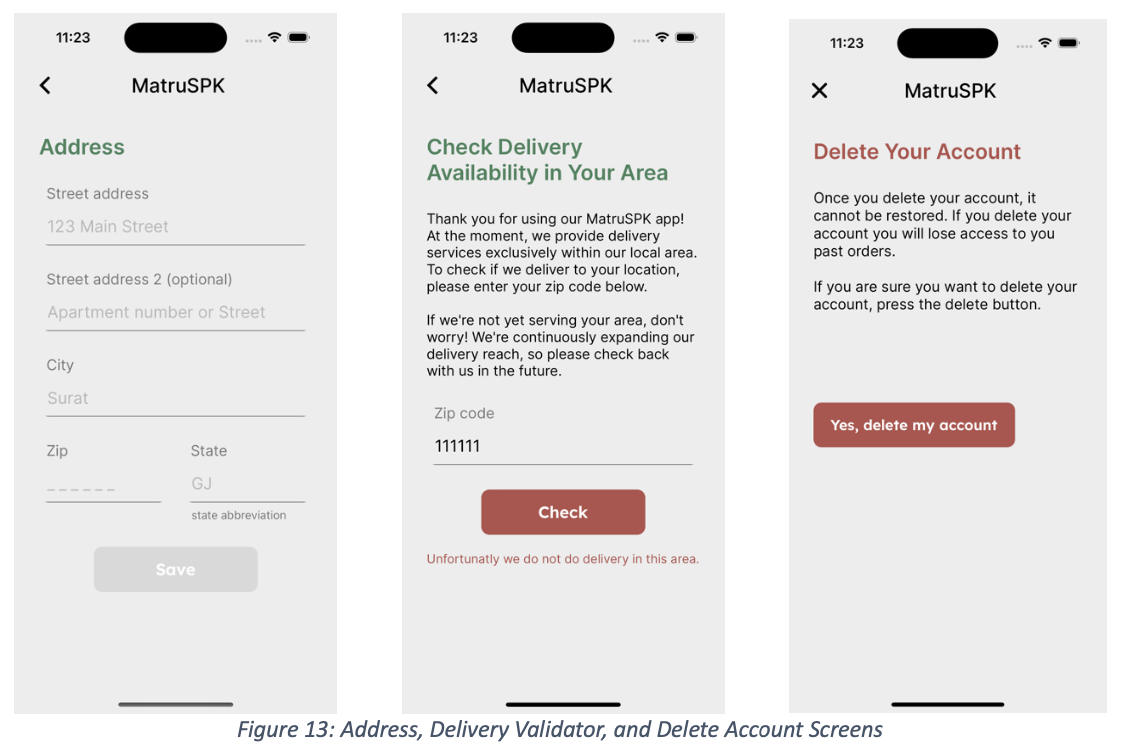 11:23
MatruSPK
Address
Street address
123 Main Street
Street address 2 (optional)
Apartment number or Street
City
Surat
Zip State
_ _ _ _ _ _ GJ
state abbreviation
Save
11:23
MatruSPK
Check Delivery
Availability in Your Area
Thank you for using our MatruSPK app!
At the moment, we provide delivery
services exclusively within our local area.
To check if we deliver to your location,
please enter your zip code below.
If we're not yet serving your area, don't
worry! We're continuously expanding our
delivery reach, so please check back
with us in the future.
Zip code
111111
Check
Unfortunatly we do not do delivery in this area.
11:23
MatruSPK
Delete Your Account
Once you delete your account, it
cannot be restored. If you delete your
account you will lose access to you
past orders.
If you are sure you want to delete your
account, press the delete button.
Yes, delete my account
Figure 13: Address, Delivery Validator, and Delete Account Screens